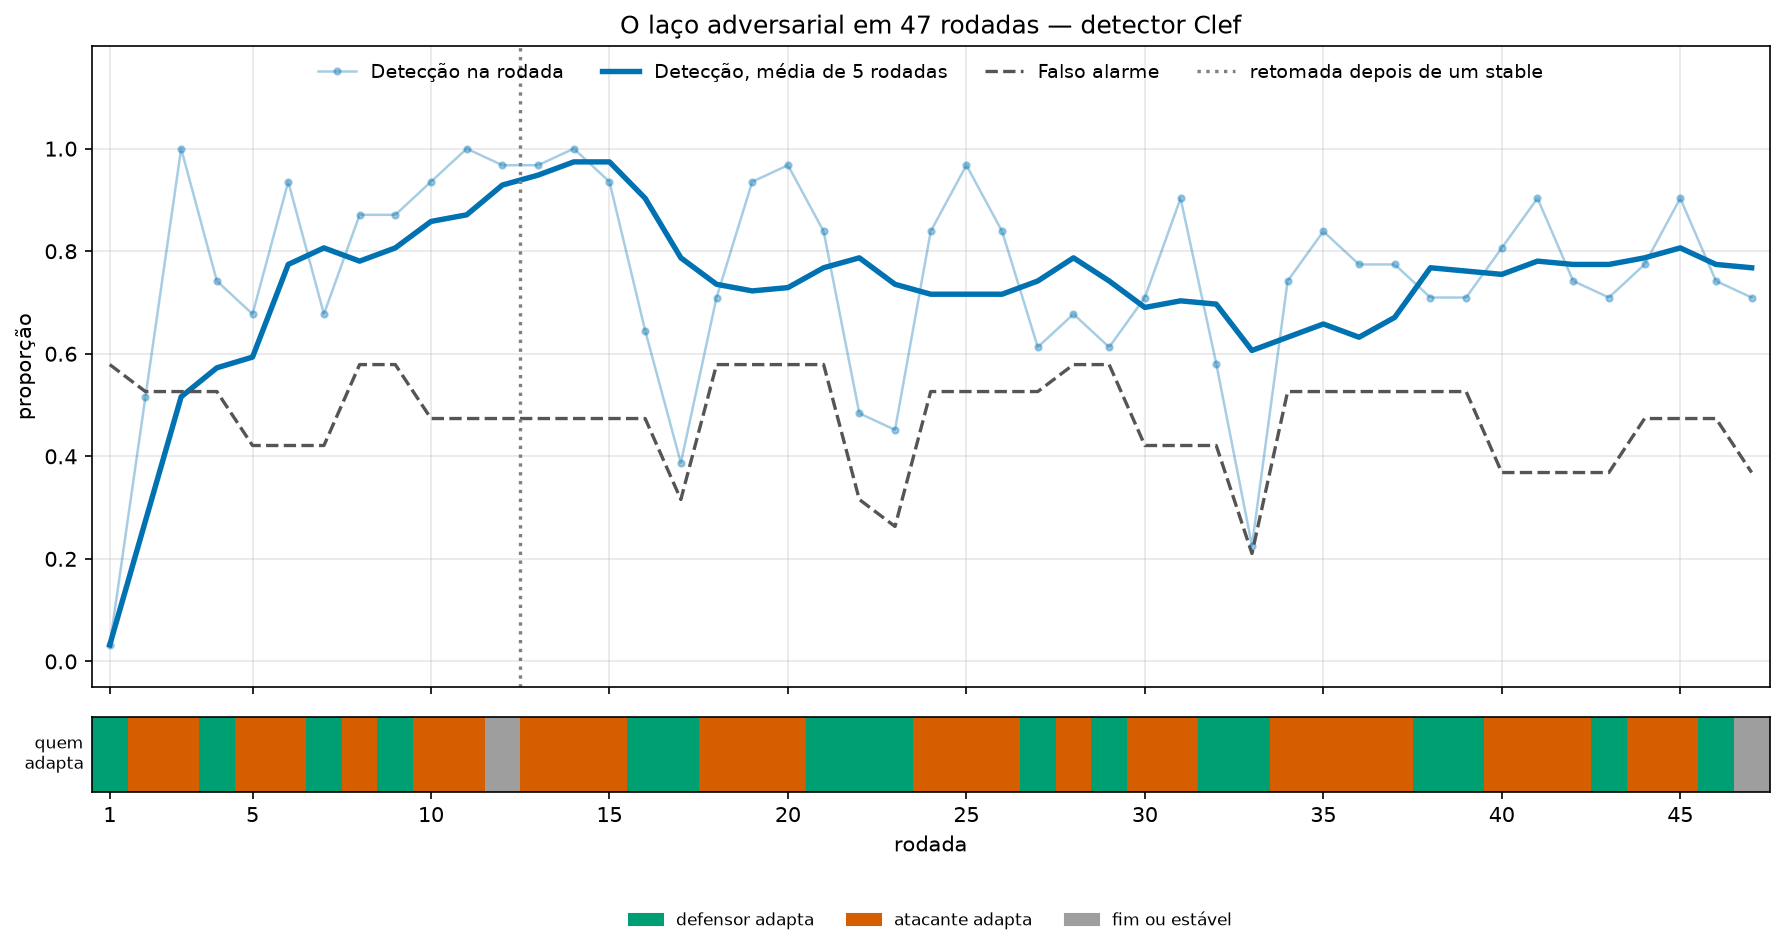 O laço adversarial em 47 rodadas — detector Clef
Detecção na rodada
Detecção, média de 5 rodadas
Falso alarme
retomada depois de um stable
1.0
0.8
0.6
0.4
0.2
0.0
proporção
quem
adapta
1 5 10 15 20 25 30 35 40 45
rodada
defensor adapta
atacante adapta
fim ou estável